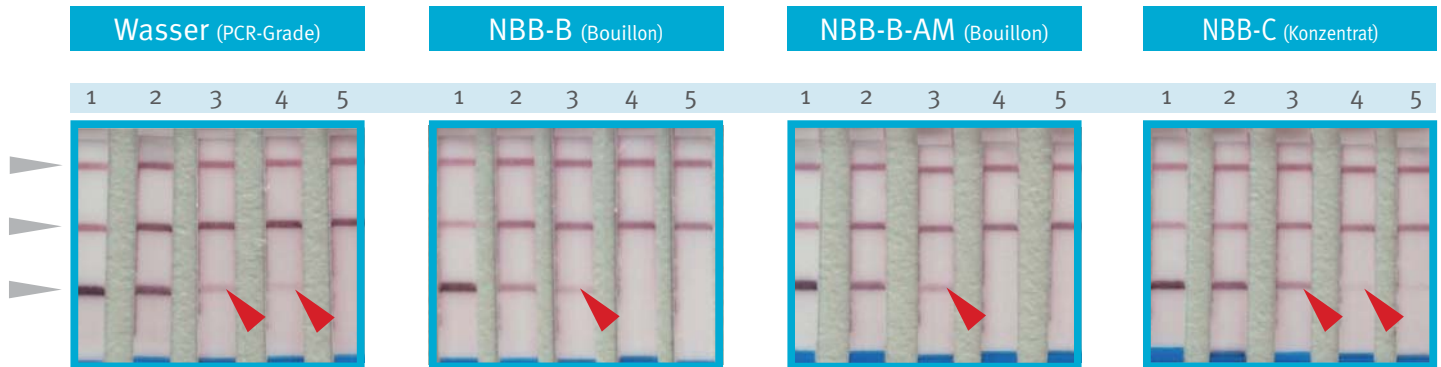 Wasser (PCR-Grade) NBB-B (Bouillon) NBB-B-AM (Bouillon) NBB-C (Konzentrat)
1 2 3 4 5 1 2 3 4 5 1 2 3 4 5 1 2 3 4 5